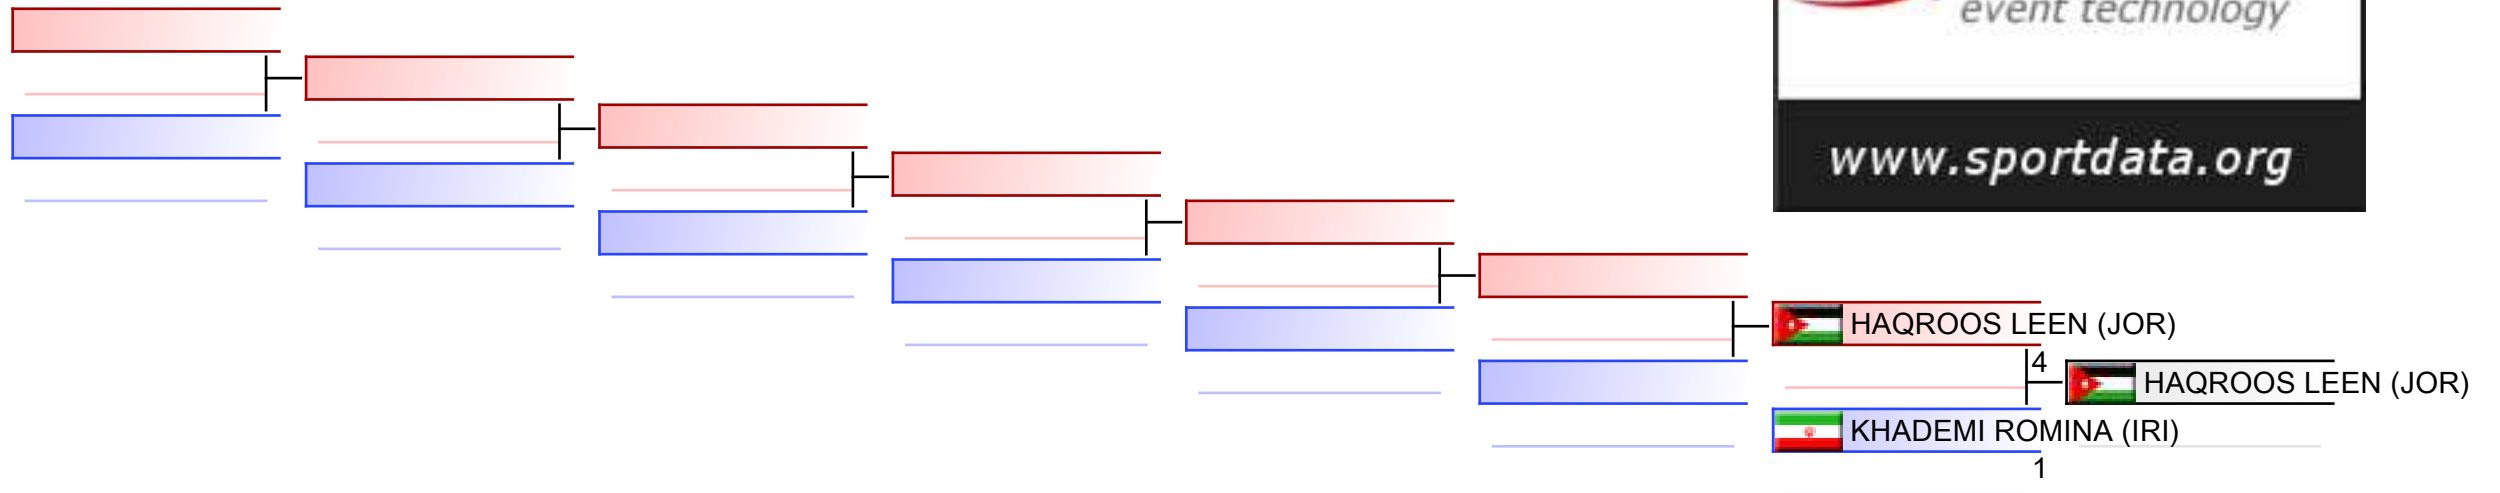 event technology
www.sportdata.org
HAQROOS LEEN (JOR)
4
HAQROOS LEEN (JOR)
KHADEMI ROMINA (IRI)
1